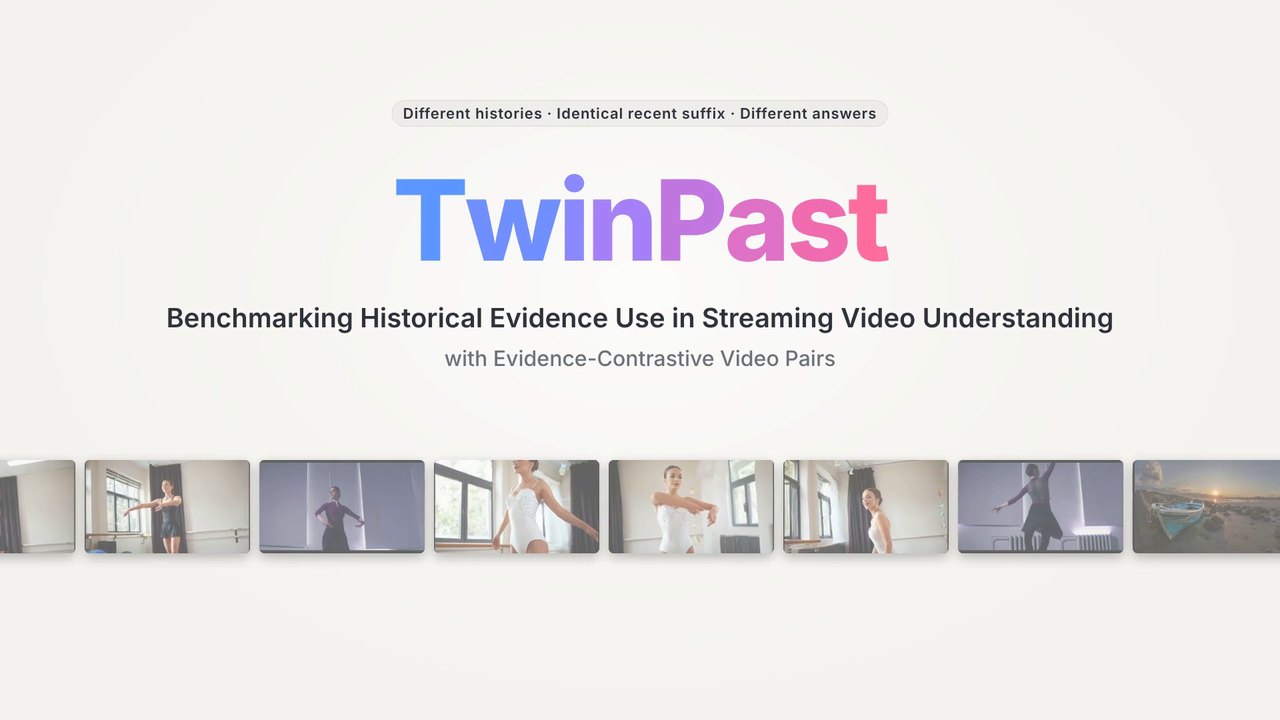 Different histories · Identical recent suffix · Different answers
TwinPast
Benchmarking Historical Evidence Use in Streaming Video Understanding
with Evidence-Contrastive Video Pairs